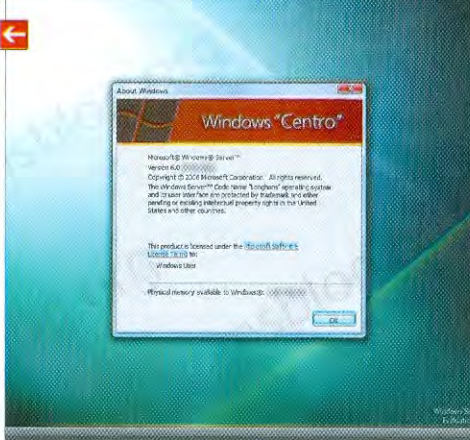 About Windows
Windows "Centro"
Microsoft® Windows® Server™
Version 6.0
Copyright © 2006 Microsoft Corporation. All rights reserved.
The Windows Server™ Code Name "Longhorn" operating system
and its user interface are protected by trademark and other
pending or existing intellectual property rights in the United
States and other countries.
This product is licensed under the Microsoft Software
License Terms to:
Windows User
Physical memory available to Windows®:
OK
Windows